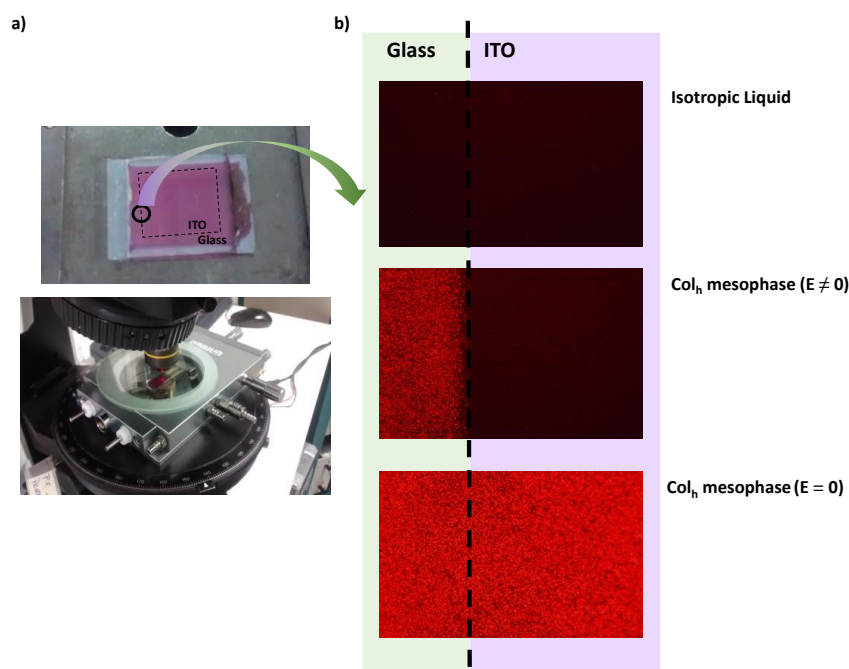 a)
ITO
Glass
b)
Glass
ITO
Isotropic Liquid
Colh mesophase (E ≠ 0)
Colh mesophase (E = 0)